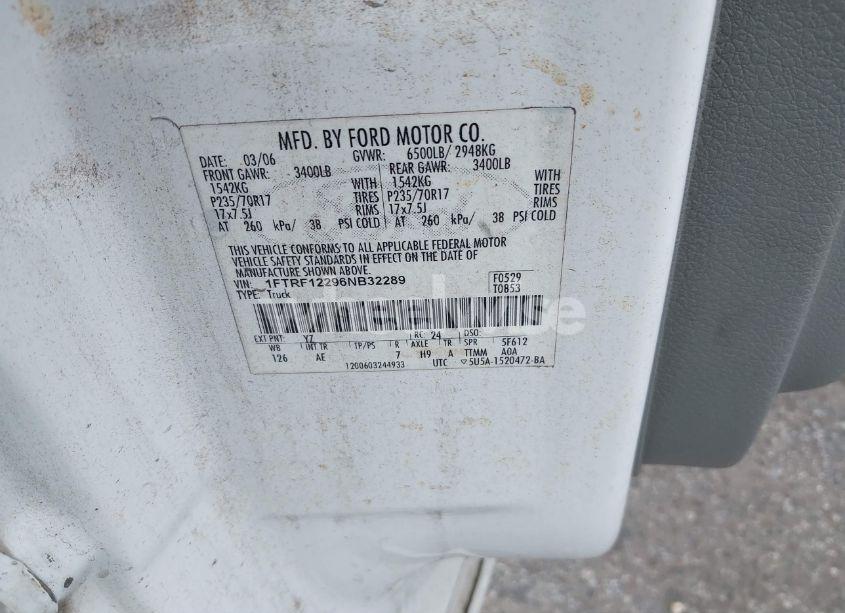 MFD. BY FORD MOTOR CO.
DATE: 03/06 GVWR: 6500LB/ 2948KG
FRONT GAWR: 3400LB REAR GAWR: 3400LB
1542KG WITH 1542KG WITH
P235/70R17 TIRES P235/70R17 TIRES
17x7.5J RIMS 17x7.5J RIMS
AT 260 kPa/ 38 PSI COLD AT 260 kPa/ 38 PSI COLD
THIS VEHICLE CONFORMS TO ALL APPLICABLE FEDERAL MOTOR
VEHICLE SAFETY STANDARDS IN EFFECT ON THE DATE OF
MANUFACTURE SHOWN ABOVE.
VIN: 1FTRF12296NB32289 F0529
TYPE: Truck T0B53
EXT PNT: YZ RC: 24 DSO:
WB INT TR TP/PS R AXLE TR SPR 5F612
126 AE 7 H9 A TTMM A0A
1200603244933 UTC 5U5A-1520472-BA